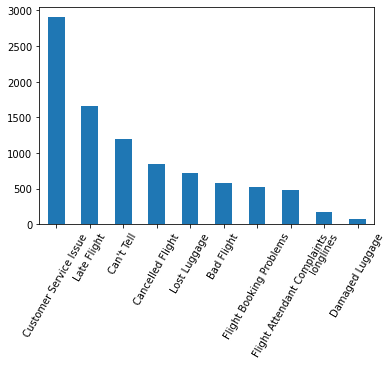 3000
2500
2000
1500
1000
500
0
Customer Service Issue
Late Flight
Can't Tell
Cancelled Flight
Lost Luggage
Bad Flight
Flight Booking Problems
Flight Attendant Complaints
longlines
Damaged Luggage